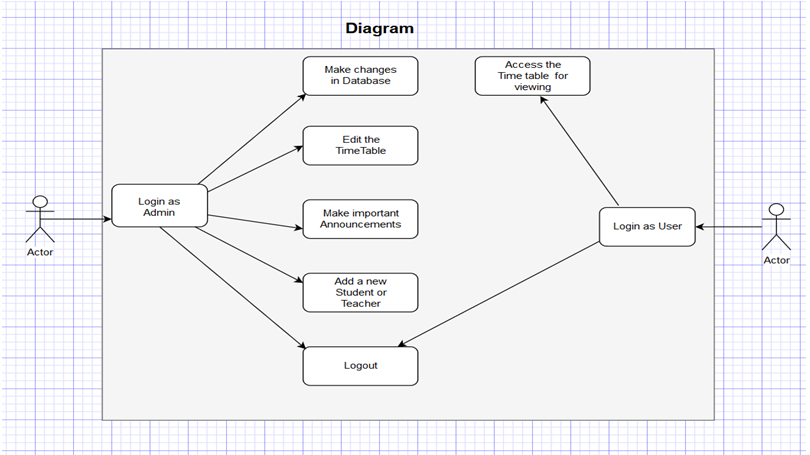 Diagram
Make changes
in Database
Access the
Time table for
viewing
Edit the
TimeTable
Login as
Admin
Make important
Announcements
Login as User
Actor
Actor
Add a new
Student or
Teacher
Logout